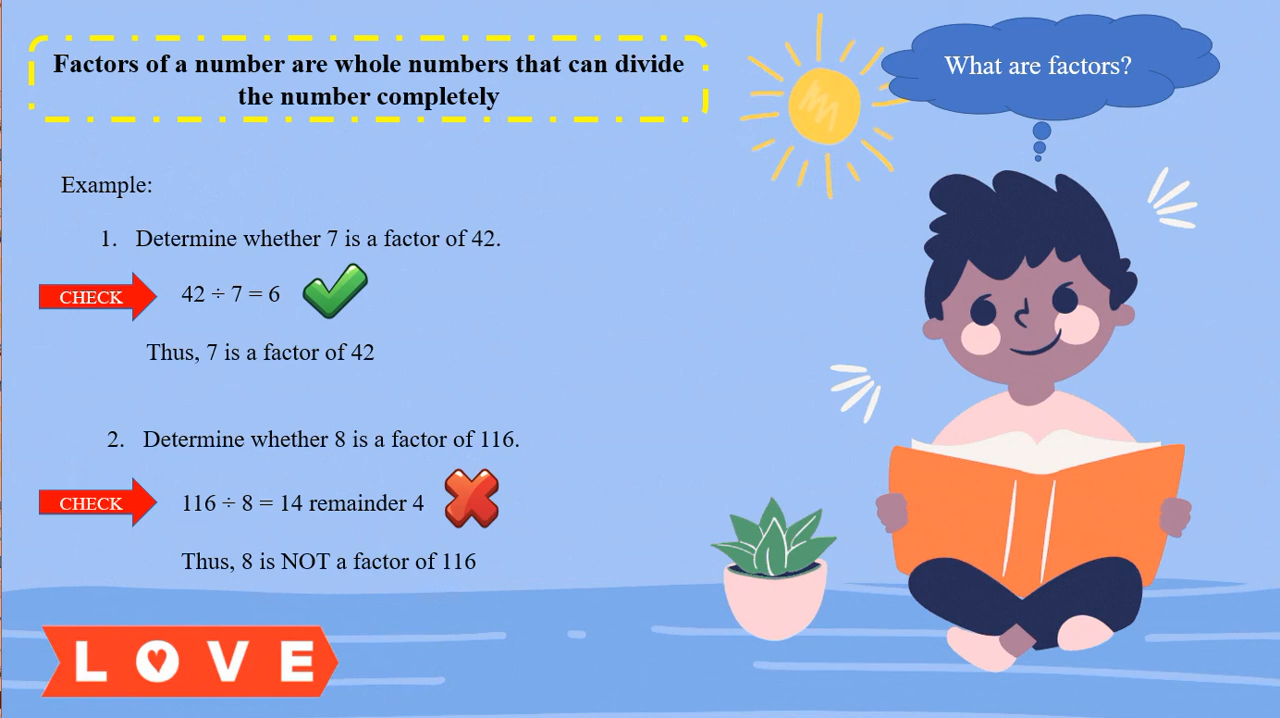 Factors of a number are whole numbers that can divide
the number completely
What are factors?
Example:
1. Determine whether 7 is a factor of 42.
CHECK
42 ÷ 7 = 6
Thus, 7 is a factor of 42
2. Determine whether 8 is a factor of 116.
CHECK
116 ÷ 8 = 14 remainder 4
Thus, 8 is NOT a factor of 116
LOVE